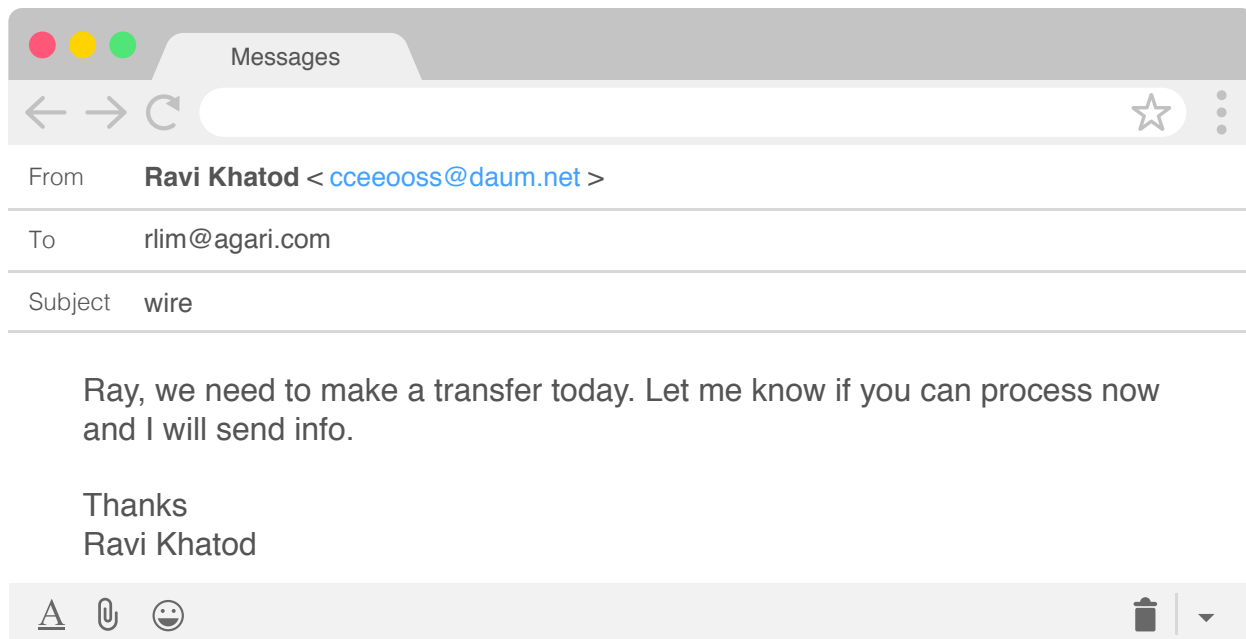 Messages
From Ravi Khatod < cceeooss@daum.net >
To rlim@agari.com
Subject wire
Ray, we need to make a transfer today. Let me know if you can process now
and I will send info.
Thanks
Ravi Khatod
A